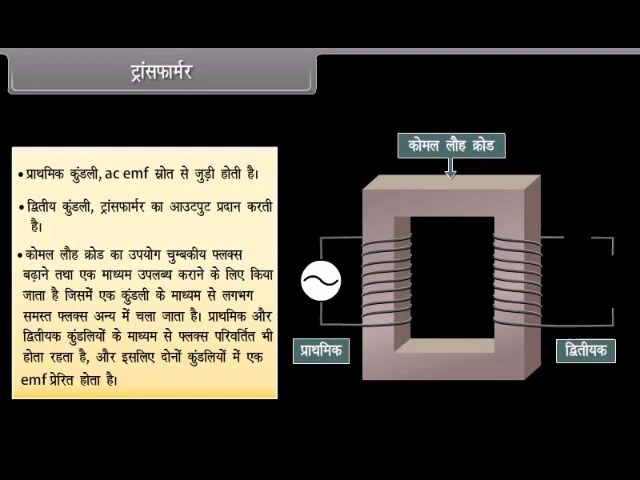 ट्रांसफार्मर
• प्राथमिक कुंडली, ac emf स्रोत से जुड़ी होती है।
• द्वितीय कुंडली, ट्रांसफार्मर का आउटपुट प्रदान करती
है।
• कोमल लौह क्रोड का उपयोग चुम्बकीय फ्लक्स
बढ़ाने तथा एक माध्यम उपलब्ध कराने के लिए किया
जाता है जिसमें एक कुंडली के माध्यम से लगभग
समस्त फ्लक्स अन्य में चला जाता है। प्राथमिक और
द्वितीयक कुंडलियों के माध्यम से फ्लक्स परिवर्तित भी
होता रहता है, और इसलिए दोनों कुंडलियों में एक
emf प्रेरित होता है।
कोमल लौह क्रोड
प्राथमिक
द्वितीयक